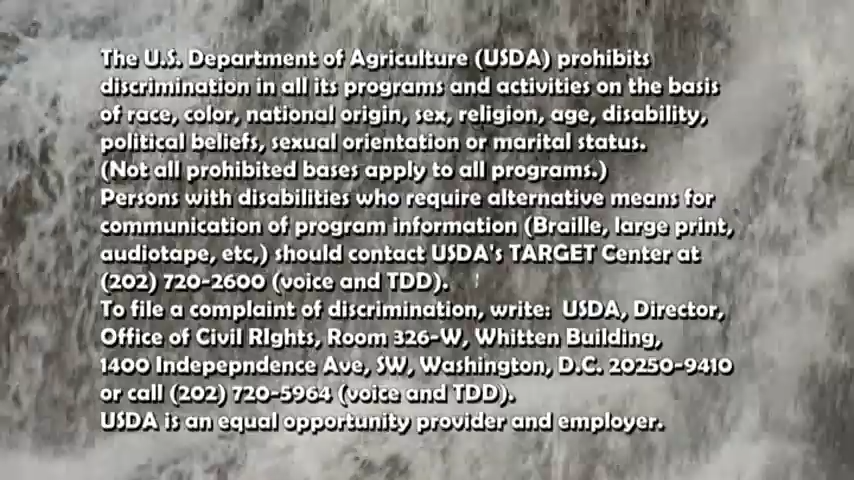 The U.S. Department of Agriculture (USDA) prohibits
discrimination in all its programs and activities on the basis
of race, color, national origin, sex, religion, age, disability,
political beliefs, sexual orientation or marital status.
(Not all prohibited bases apply to all programs.)
Persons with disabilities who require alternative means for
communication of program information (Braille, large print,
audiotape, etc,) should contact USDA's TARGET Center at
(202) 720-2600 (voice and TDD).
To file a complaint of discrimination, write:  USDA, Director,
Office of Civil RIghts, Room 326-W, Whitten Building,
1400 Indepepndence Ave, SW, Washington, D.C. 20250-9410
or call (202) 720-5964 (voice and TDD).
USDA is an equal opportunity provider and employer.